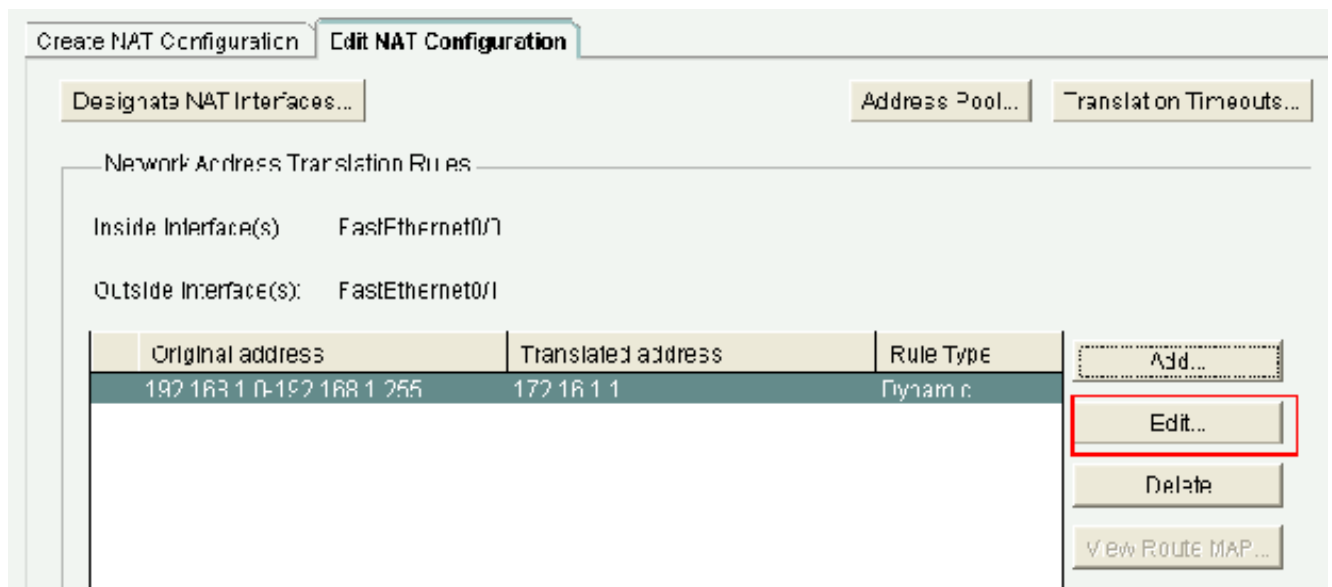 Create NAT Configuration Edit NAT Configuration
Designate NAT Interfaces... Address Pool... Translation Timeouts...
Network Address Translation Rules
Inside Interface(s) FastEthernet0/0
Outside Interface(s): FastEthernet0/1
Original address Translated address Rule Type Add...
192.168.1.0-192.168.1.255 172.16.1.1 Dynamic
Edit...
Delete
View Route MAP...